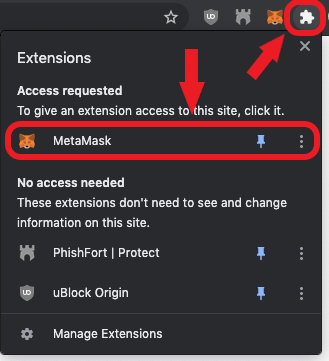 Extensions
Access requested
To give an extension access to this site, click it.
MetaMask
No access needed
These extensions don't need to see and change
information on this site.
PhishFort | Protect
uBlock Origin
Manage Extensions